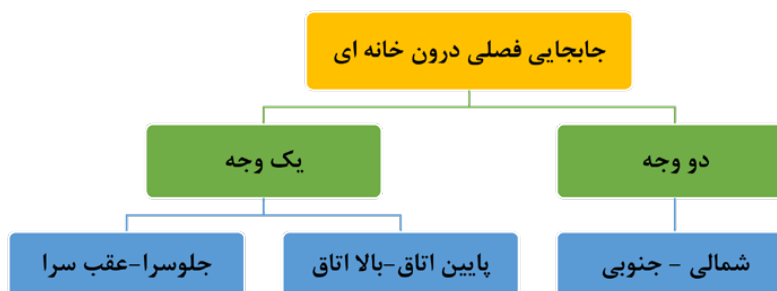 جابجایی فصلی درون خانه ای
دو وجه
یک وجه
شمالی - جنوبی
پایین اتاق-بالا اتاق
جلوسرا-عقب سرا